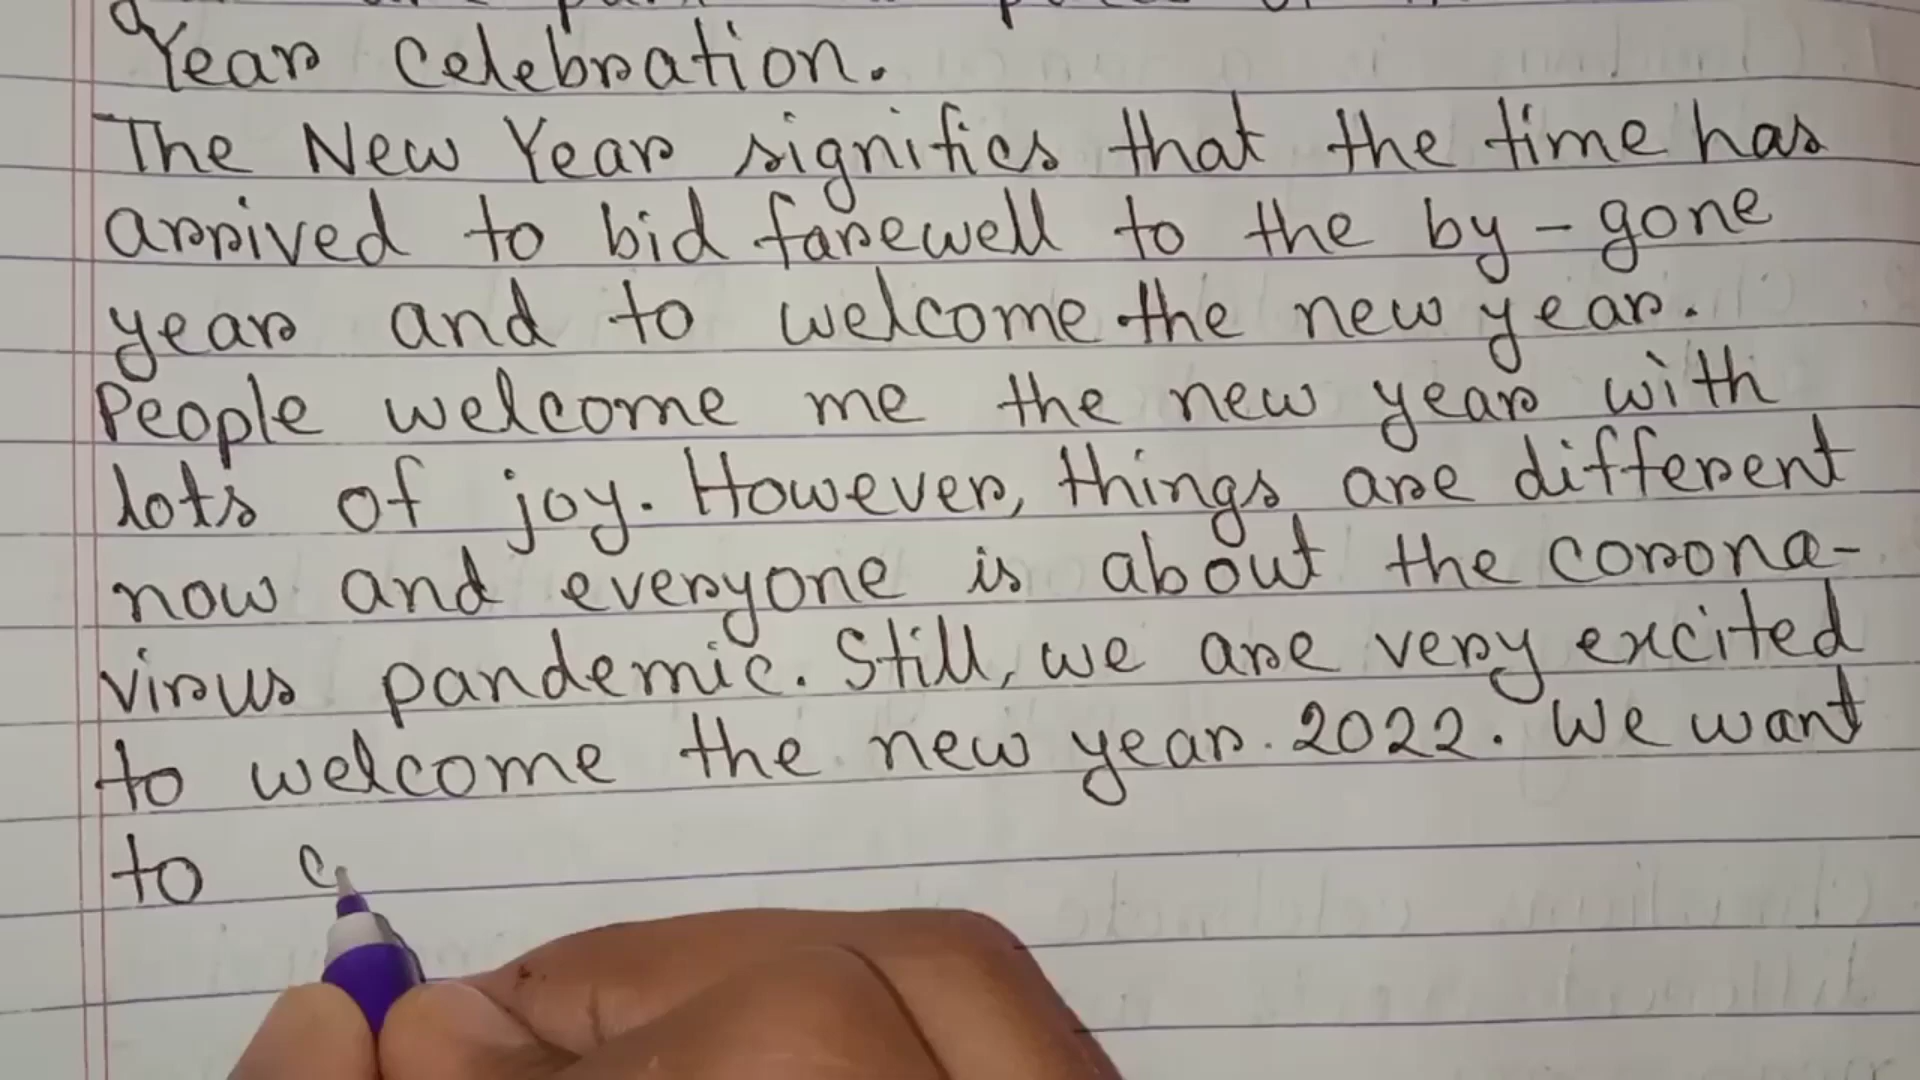 Year Celebration.
The New Year signifies that the time has
arrived to bid farewell to the by-gone
year and to welcome the new year.
People welcome me the new year with
lots of joy. However, things are different
now and everyone is about the corona-
virus pandemic. Still, we are very excited
to welcome the new year 2022. We want
to